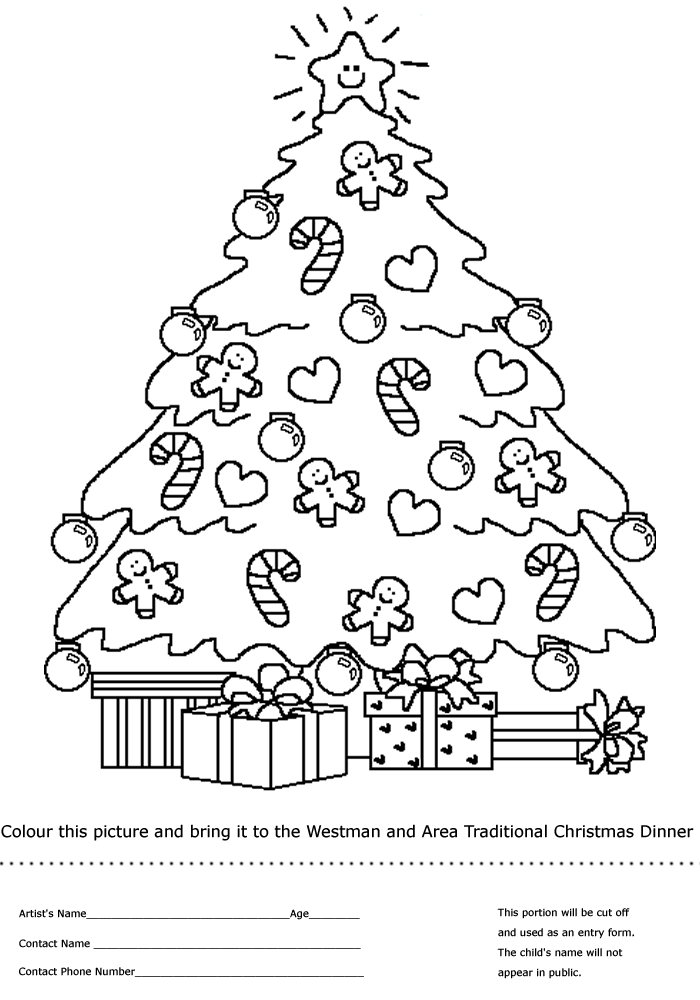 Colour this picture and bring it to the Westman and Area Traditional Christmas Dinner
Artist's Name________________________________Age________
Contact Name __________________________________________
Contact Phone Number____________________________________
This portion will be cut off
and used as an entry form.
The child's name will not
appear in public.